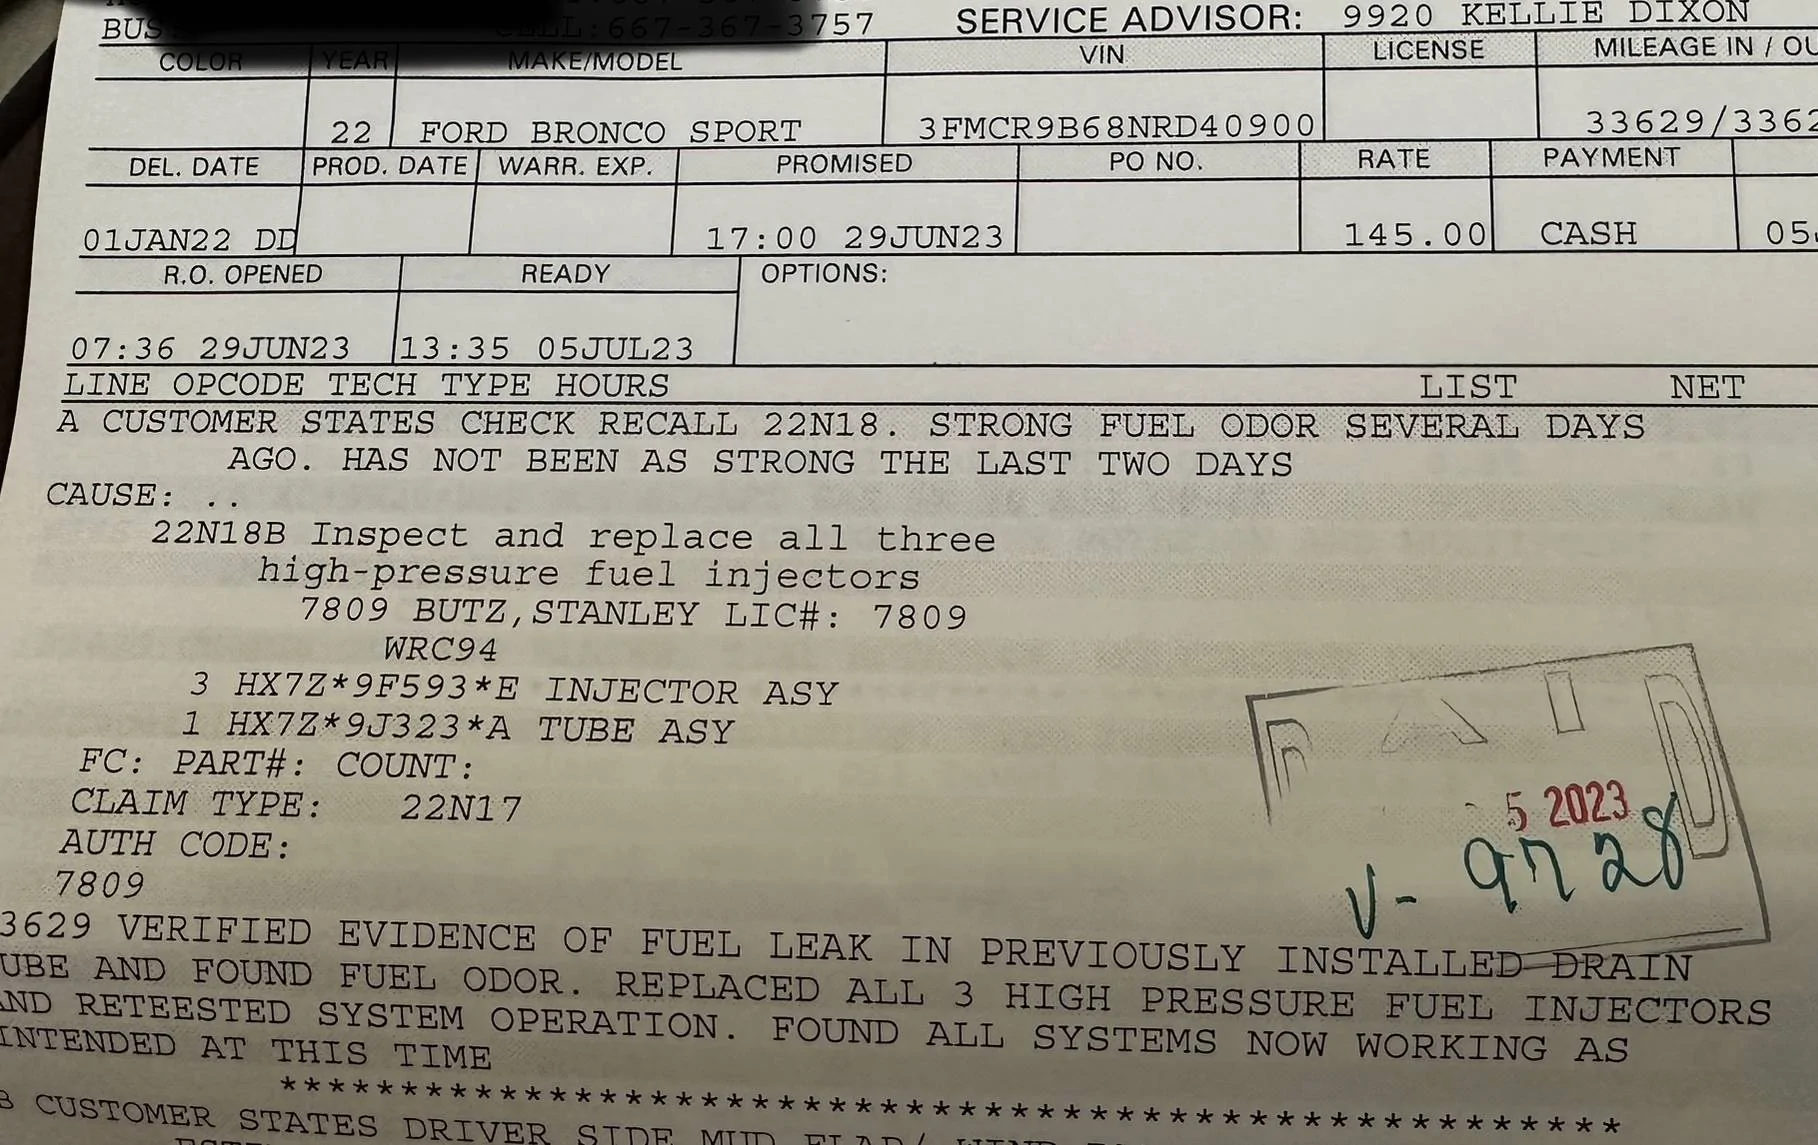 BUS: CELL:667-367-3757 SERVICE ADVISOR: 9920 KELLIE DIXON
COLOR YEAR MAKE/MODEL VIN LICENSE MILEAGE IN / OU
22 FORD BRONCO SPORT 3FMCR9B68NRD40900 33629/3362
DEL. DATE PROD. DATE WARR. EXP. PROMISED PO NO. RATE PAYMENT
01JAN22 DD 17:00 29JUN23 145.00 CASH 05
R.O. OPENED READY OPTIONS:
07:36 29JUN23 13:35 05JUL23
LINE OPCODE TECH TYPE HOURS LIST NET
A CUSTOMER STATES CHECK RECALL 22N18. STRONG FUEL ODOR SEVERAL DAYS
AGO. HAS NOT BEEN AS STRONG THE LAST TWO DAYS
CAUSE: ..
22N18B Inspect and replace all three
high-pressure fuel injectors
7809 BUTZ,STANLEY LIC#: 7809
WRC94
3 HX7Z*9F593*E INJECTOR ASY
1 HX7Z*9J323*A TUBE ASY
FC: PART#: COUNT:
CLAIM TYPE: 22N17
AUTH CODE:
7809
PAID
5 2023
V- 9728
3629 VERIFIED EVIDENCE OF FUEL LEAK IN PREVIOUSLY INSTALLED DRAIN
UBE AND FOUND FUEL ODOR. REPLACED ALL 3 HIGH PRESSURE FUEL INJECTORS
AND RETEESTED SYSTEM OPERATION. FOUND ALL SYSTEMS NOW WORKING AS
INTENDED AT THIS TIME
*********************************************************
B CUSTOMER STATES DRIVER SIDE MUD FLAP/